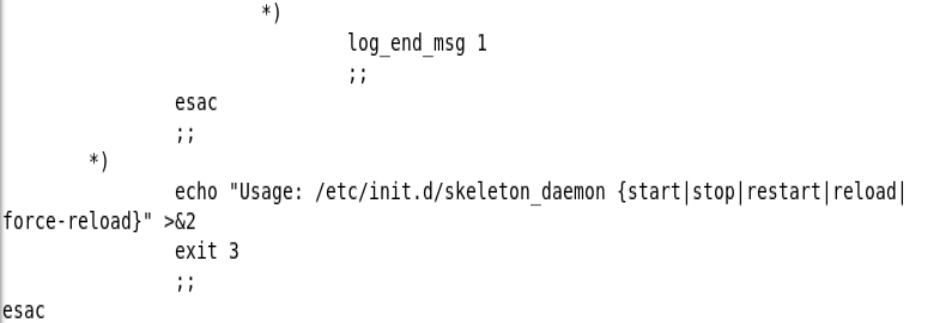 *)
log_end_msg 1
;;
esac
;;
*)
echo "Usage: /etc/init.d/skeleton_daemon {start|stop|restart|reload|
force-reload}" >&2
exit 3
;;
esac